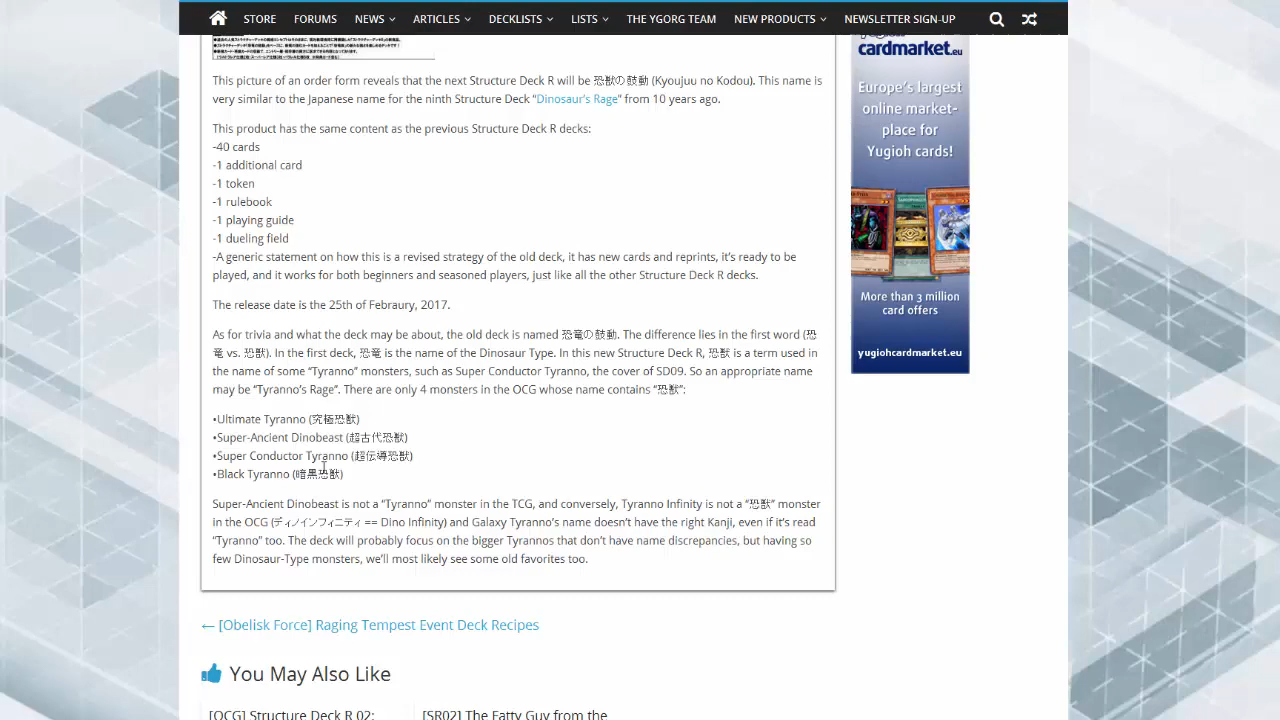 STORE FORUMS NEWS ARTICLES DECKLISTS LISTS THE YGORG TEAM NEW PRODUCTS NEWSLETTER SIGN-UP
This picture of an order form reveals that the next Structure Deck R will be 恐獣の鼓動 (Kyoujuu no Kodou). This name is
very similar to the Japanese name for the ninth Structure Deck “Dinosaur’s Rage” from 10 years ago.
This product has the same content as the previous Structure Deck R decks:
-40 cards
-1 additional card
-1 token
-1 rulebook
-1 playing guide
-1 dueling field
-A generic statement on how this is a revised strategy of the old deck, it has new cards and reprints, it’s ready to be
played, and it works for both beginners and seasoned players, just like all the other Structure Deck R decks.
The release date is the 25th of Febraury, 2017.
As for trivia and what the deck may be about, the old deck is named 恐竜の鼓動. The difference lies in the first word (恐
竜 vs. 恐獣). In the first deck, 恐竜 is the name of the Dinosaur Type. In this new Structure Deck R, 恐獣 is a term used in
the name of some “Tyranno” monsters, such as Super Conductor Tyranno, the cover of SD09. So an appropriate name
may be “Tyranno’s Rage”. There are only 4 monsters in the OCG whose name contains “恐獣”:
•Ultimate Tyranno (究極恐獣)
•Super-Ancient Dinobeast (超古代恐獣)
•Super Conductor Tyranno (超伝導恐獣)
•Black Tyranno (暗黒恐獣)
Super-Ancient Dinobeast is not a “Tyranno” monster in the TCG, and conversely, Tyranno Infinity is not a “恐獣” monster
in the OCG (ディノインフィニティ == Dino Infinity) and Galaxy Tyranno’s name doesn’t have the right Kanji, even if it’s read
“Tyranno” too. The deck will probably focus on the bigger Tyrannos that don’t have name discrepancies, but having so
few Dinosaur-Type monsters, we’ll most likely see some old favorites too.
← [Obelisk Force] Raging Tempest Event Deck Recipes
You May Also Like
[OCG] Structure Deck R 02:
[SR02] The Fatty Guy from the
cardmarket.eu
Europe's largest
online market-
place for
Yugioh cards!
More than 3 million
card offers
yugiohcardmarket.eu